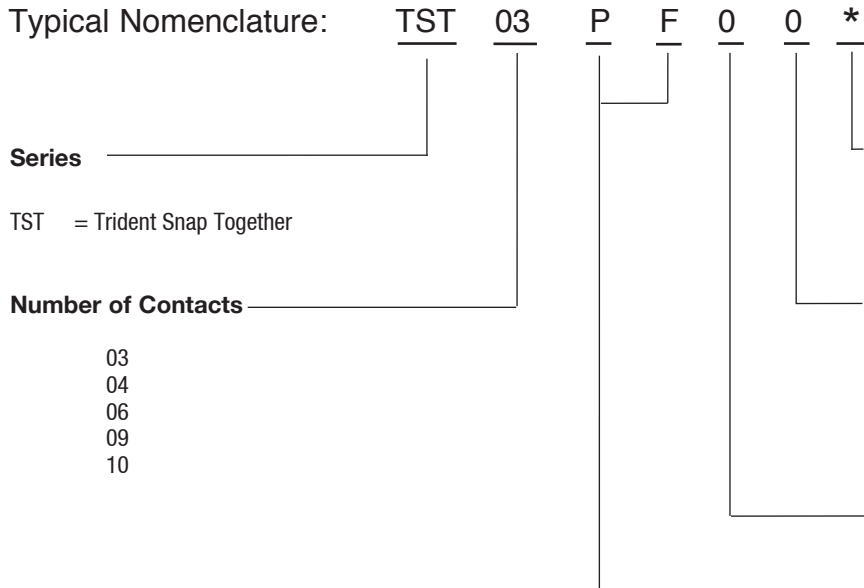 Typical Nomenclature: TST 03 P F 0 0 *
Series
TST = Trident Snap Together
Number of Contacts
03
04
06
09
10